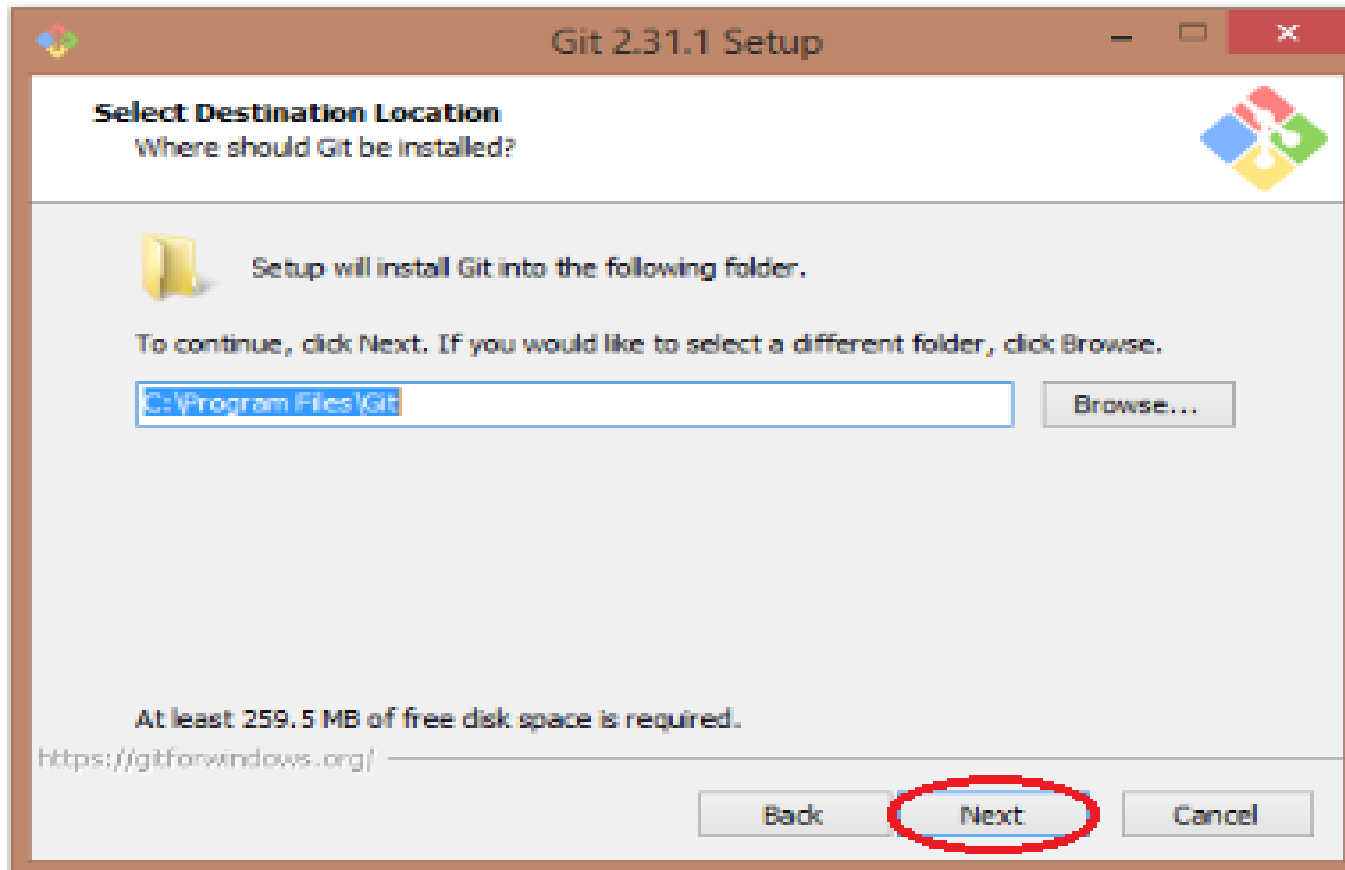 Git 2.31.1 Setup
Select Destination Location
Where should Git be installed?
Setup will install Git into the following folder.
To continue, click Next. If you would like to select a different folder, click Browse.
C:\Program Files\Git
Browse...
At least 259.5 MB of free disk space is required.
https://gitforwindows.org/
Back Next Cancel